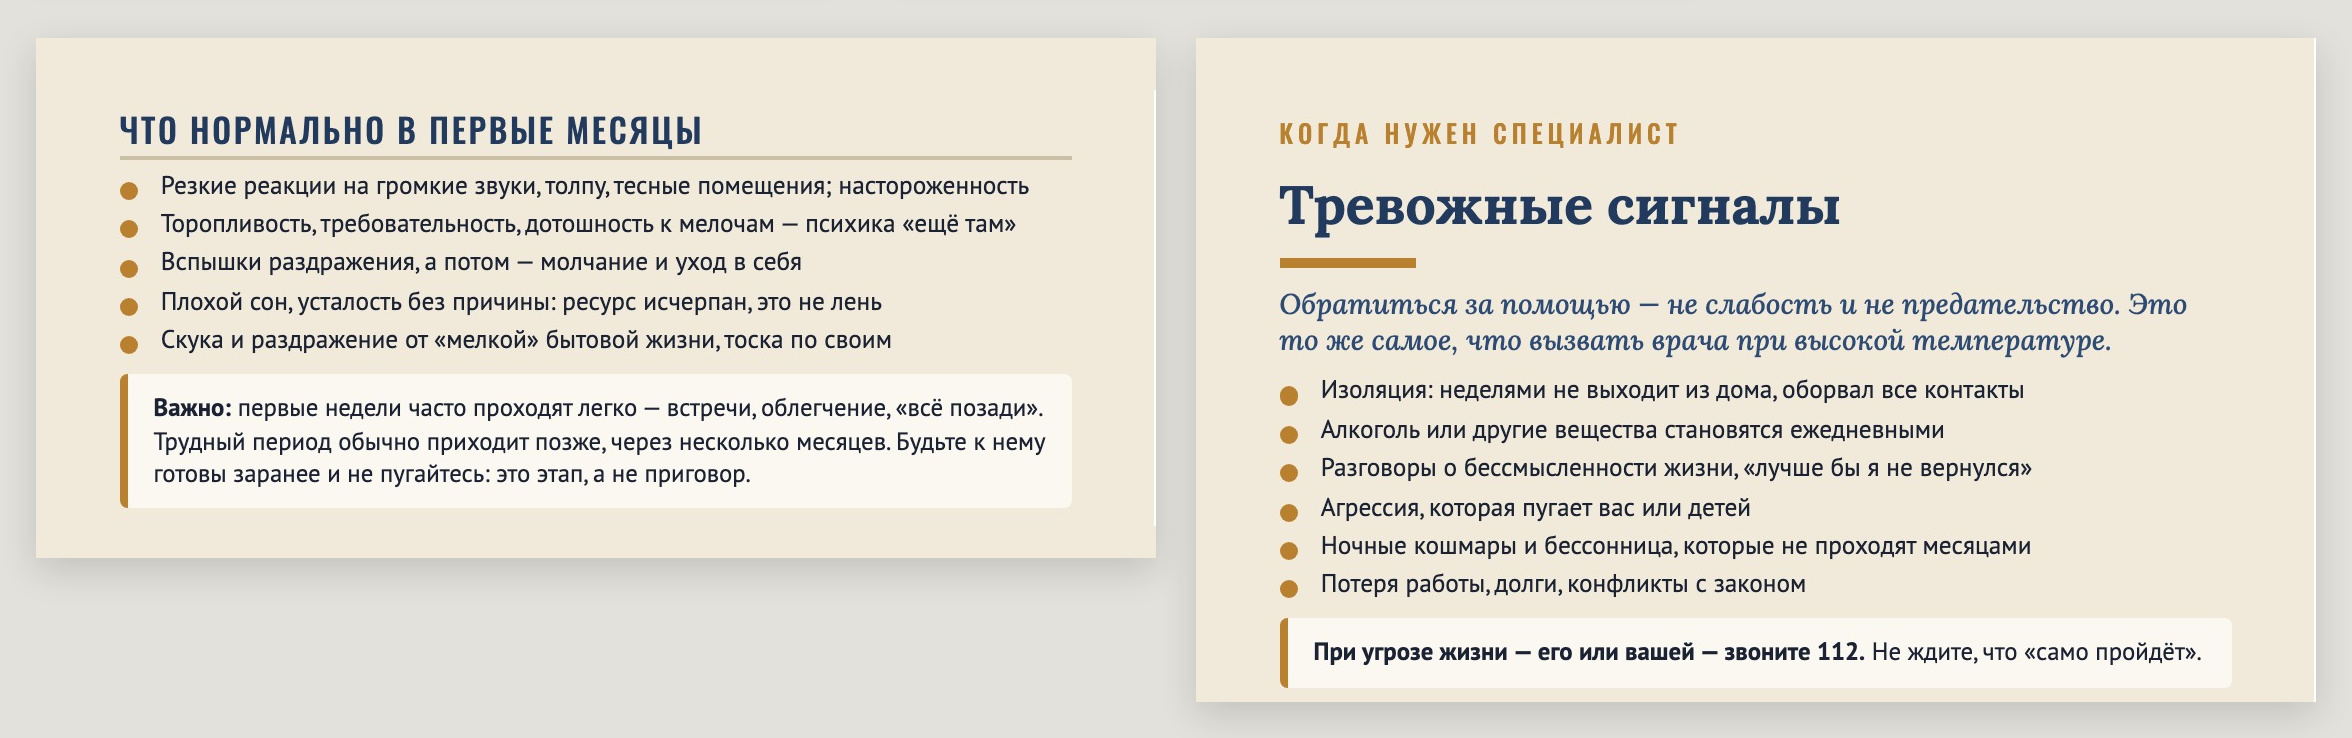 ЧТО НОРМАЛЬНО В ПЕРВЫЕ МЕСЯЦЫ
Резкие реакции на громкие звуки, толпу, тесные помещения; настороженность
Торопливость, требовательность, дотошность к мелочам — психика «ещё там»
Вспышки раздражения, а потом — молчание и уход в себя
Плохой сон, усталость без причины: ресурс исчерпан, это не лень
Скука и раздражение от «мелкой» бытовой жизни, тоска по своим
Важно: первые недели часто проходят легко — встречи, облегчение, «всё позади».
Трудный период обычно приходит позже, через несколько месяцев. Будьте к нему
готовы заранее и не пугайтесь: это этап, а не приговор.
КОГДА НУЖЕН СПЕЦИАЛИСТ
Тревожные сигналы
Обратиться за помощью — не слабость и не предательство. Это
то же самое, что вызвать врача при высокой температуре.
Изоляция: неделями не выходит из дома, оборвал все контакты
Алкоголь или другие вещества становятся ежедневными
Разговоры о бессмысленности жизни, «лучше бы я не вернулся»
Агрессия, которая пугает вас или детей
Ночные кошмары и бессонница, которые не проходят месяцами
Потеря работы, долги, конфликты с законом
При угрозе жизни — его или вашей — звоните 112. Не ждите, что «само пройдёт».